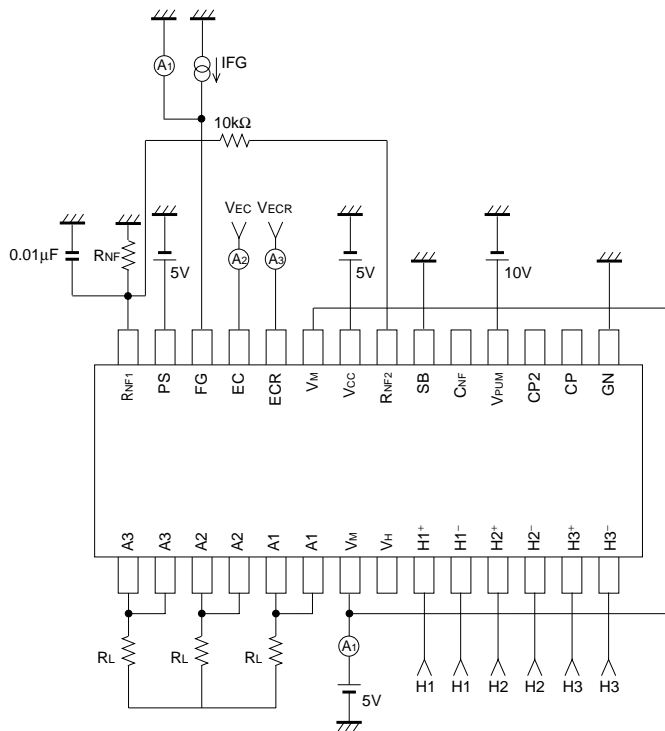 A1
IFG
10kΩ
VEC VECR
0.01μF
RNF
5V
A2
A3
5V
10V
RNF1
PS
FG
EC
ECR
VM
VCC
RNF2
SB
CNF
VPUM
CP2
CP
GN
A3
A3
A2
A2
A1
A1
VM
VH
H1+
H1−
H2+
H2−
H3+
H3−
RL
RL
RL
A1
5V
H1
H1
H2
H2
H3
H3